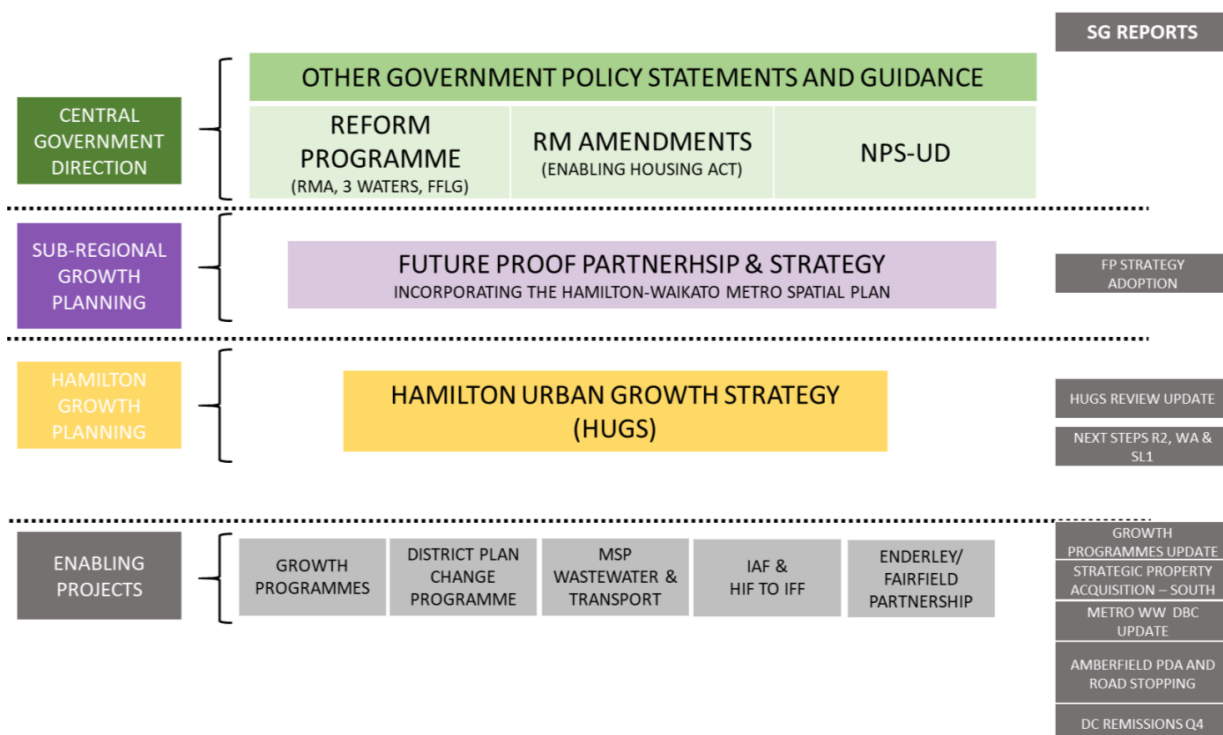 SG REPORTS
OTHER GOVERNMENT POLICY STATEMENTS AND GUIDANCE
CENTRAL
GOVERNMENT
DIRECTION
REFORM
PROGRAMME
(RMA, 3 WATERS, FFLG)
RM AMENDMENTS
(ENABLING HOUSING ACT)
NPS-UD
SUB-REGIONAL
GROWTH
PLANNING
FUTURE PROOF PARTNERHSIP & STRATEGY
INCORPORATING THE HAMILTON-WAIKATO METRO SPATIAL PLAN
FP STRATEGY
ADOPTION
HAMILTON
GROWTH
PLANNING
HAMILTON URBAN GROWTH STRATEGY
(HUGS)
HUGS REVIEW UPDATE
NEXT STEPS R2, WA &
SL1
ENABLING
PROJECTS
GROWTH
PROGRAMMES
DISTRICT PLAN
CHANGE
PROGRAMME
MSP
WASTEWATER &
TRANSPORT
IAF &
HIF TO IFF
ENDERLEY/
FAIRFIELD
PARTNERSHIP
GROWTH
PROGRAMMES UPDATE
STRATEGIC PROPERTY
ACQUISITION – SOUTH
METRO WW DBC
UPDATE
AMBERFIELD PDA AND
ROAD STOPPING
DC REMISSIONS Q4